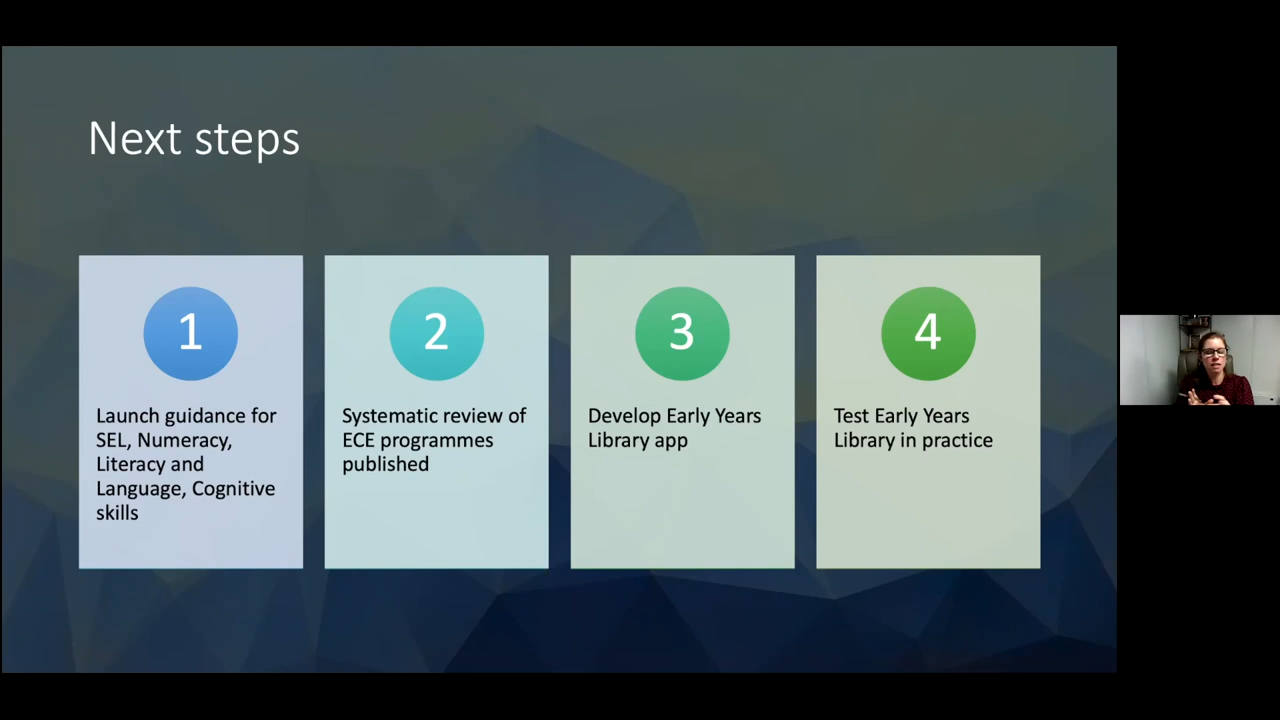 Next steps
1
Launch guidance for
SEL, Numeracy,
Literacy and
Language, Cognitive
skills
2
Systematic review of
ECE programmes
published
3
Develop Early Years
Library app
4
Test Early Years
Library in practice